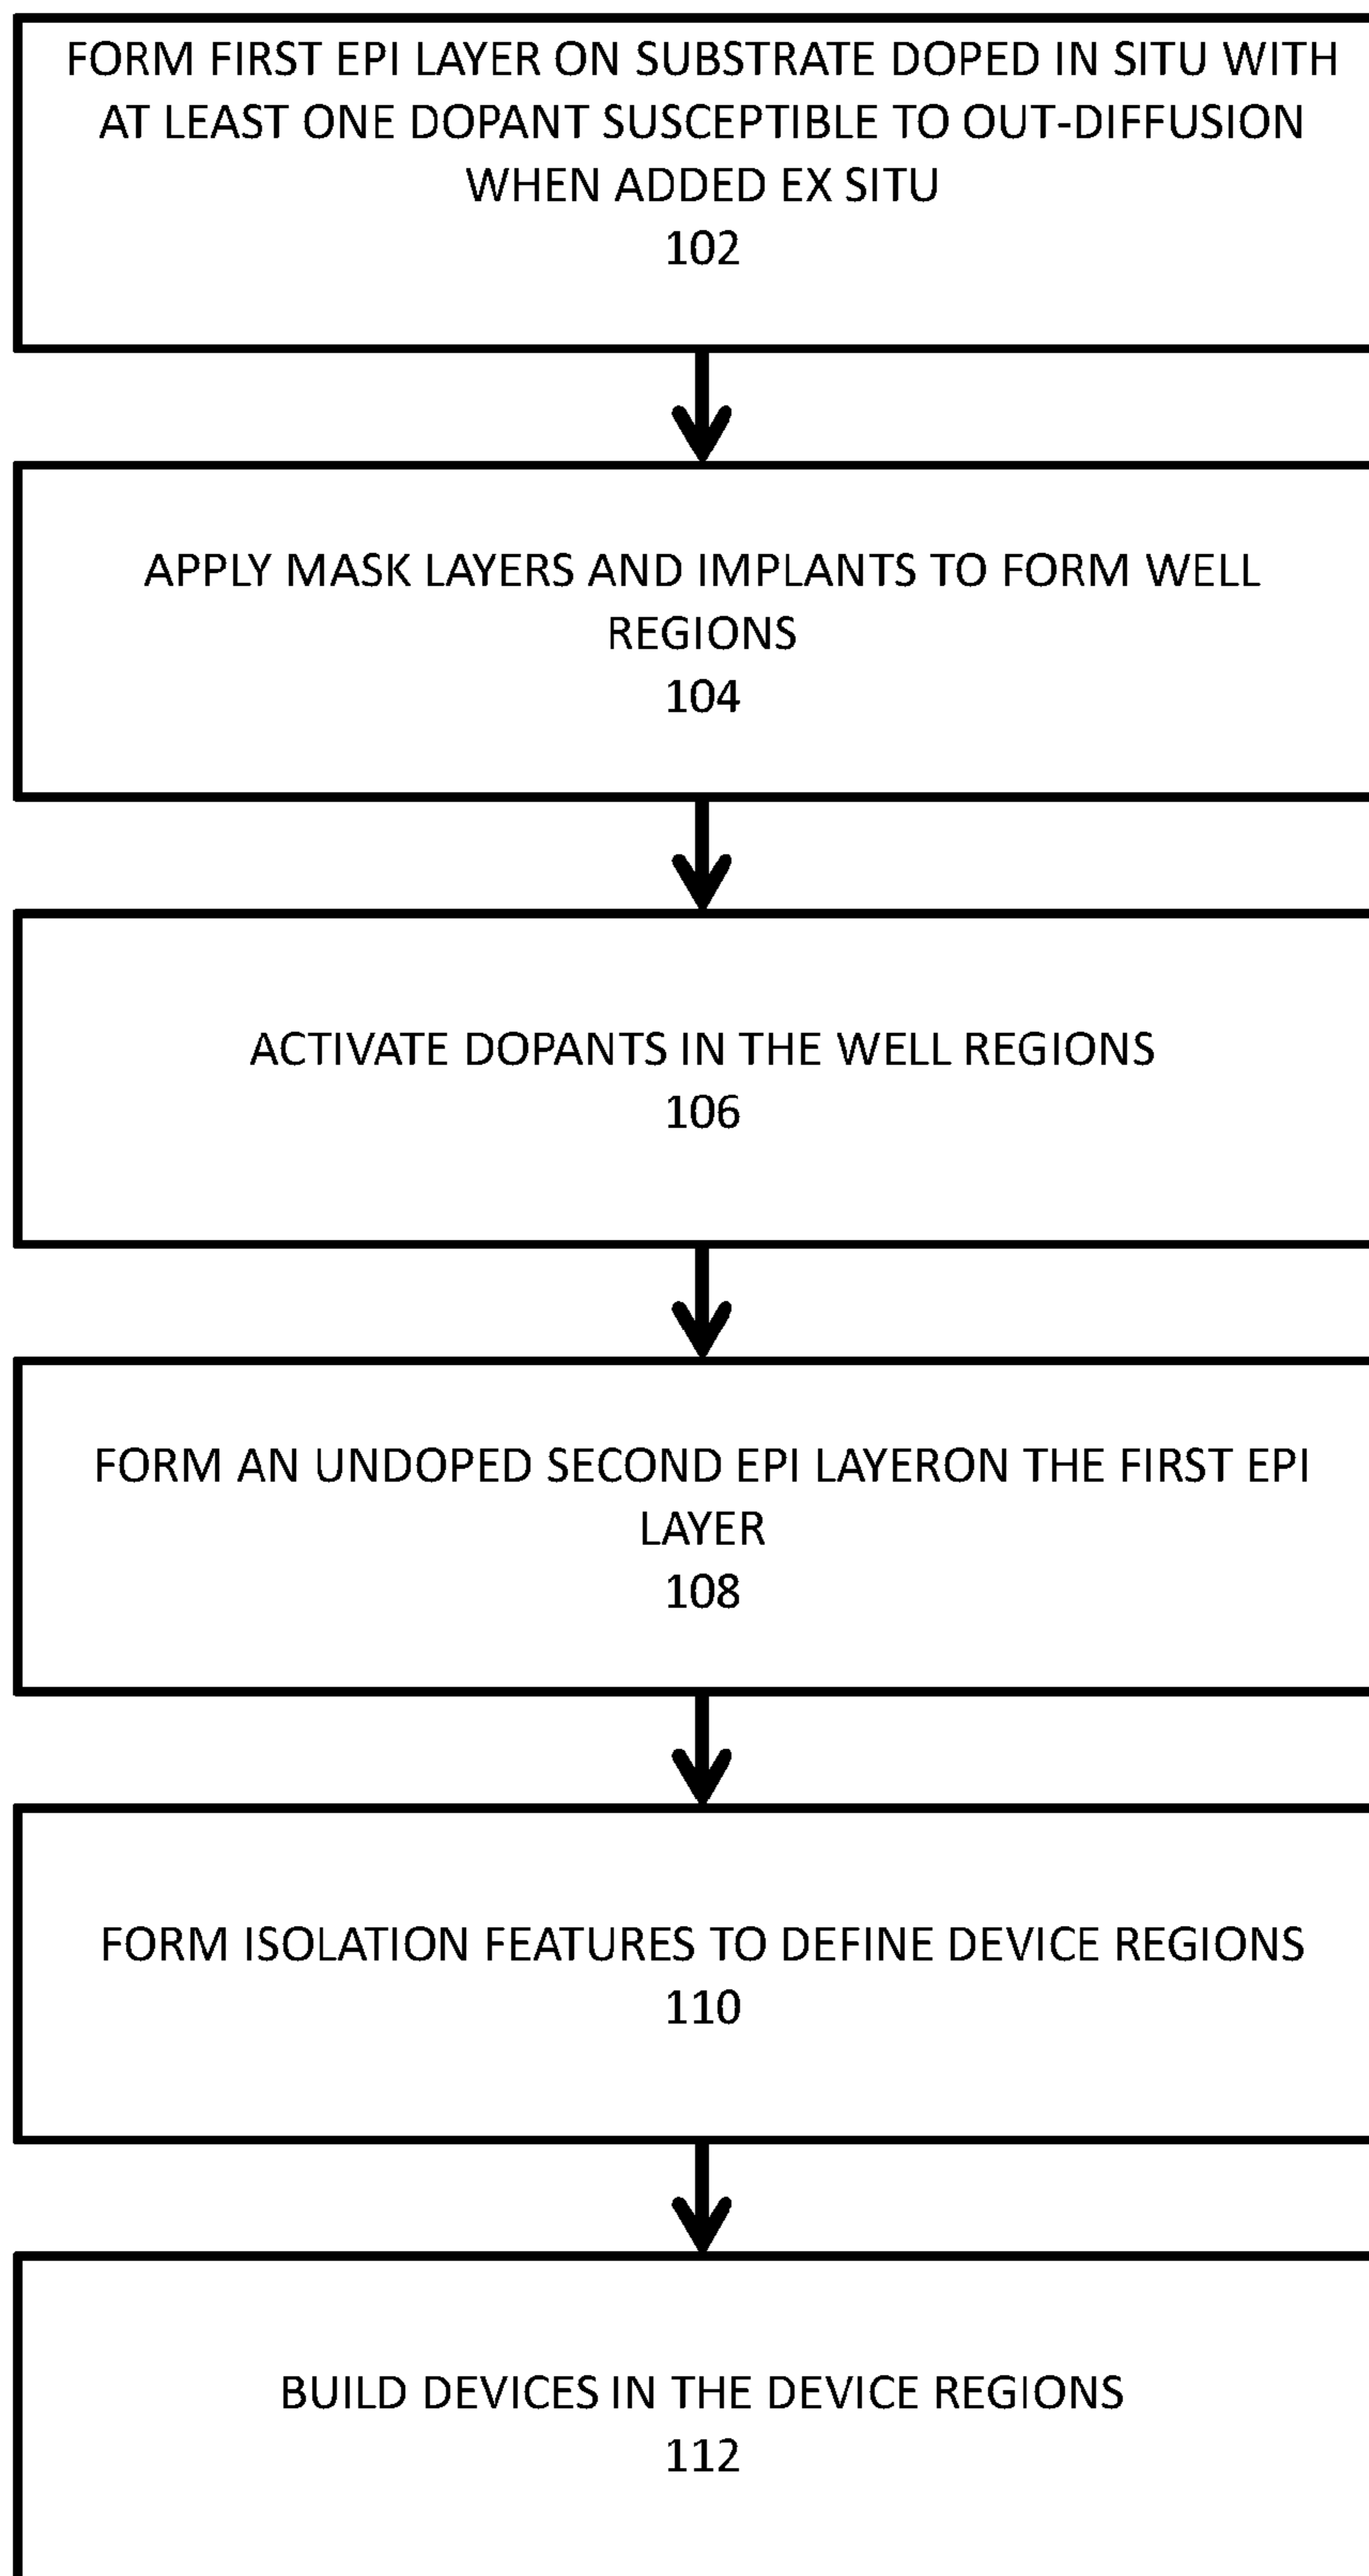 FORM FIRST EPI LAYER ON SUBSTRATE DOPED IN SITU WITH
AT LEAST ONE DOPANT SUSCEPTIBLE TO OUT-DIFFUSION
WHEN ADDED EX SITU
102
APPLY MASK LAYERS AND IMPLANTS TO FORM WELL
REGIONS
104
ACTIVATE DOPANTS IN THE WELL REGIONS
106
FORM AN UNDOPED SECOND EPI LAYERON THE FIRST EPI
LAYER
108
FORM ISOLATION FEATURES TO DEFINE DEVICE REGIONS
110
BUILD DEVICES IN THE DEVICE REGIONS
112